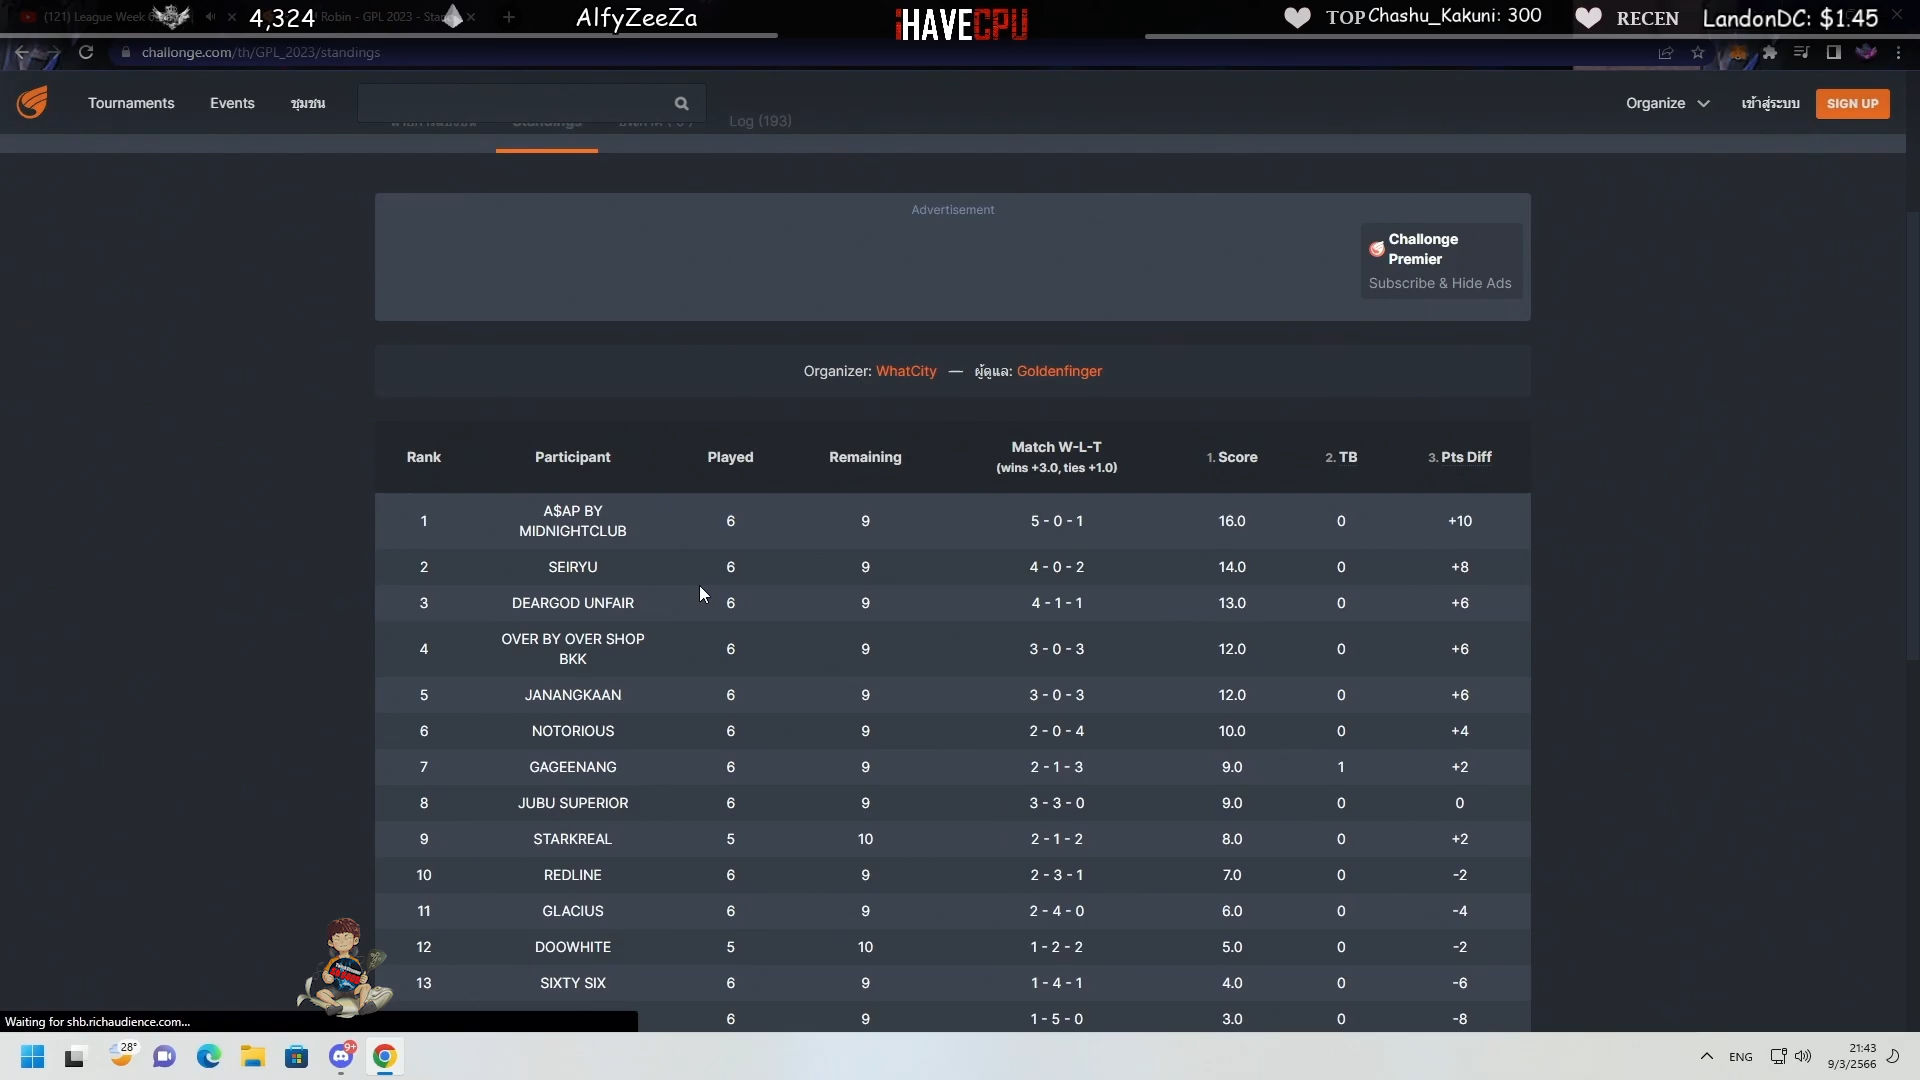 4,324
AlfyZeeZa
iHAVECPU
TOP Chashu_Kakuni: 300
RECEN LandonDC: $1.45
(121) League Week 6
Robin - GPL 2023 - Sta
challonge.com/th/GPL_2023/standings
Tournaments
Events
ชุมชน
Organize
เข้าสู่ระบบ
SIGN UP
Standings
Log (193)
Advertisement
Challonge
Premier
Subscribe & Hide Ads
Organizer: WhatCity — ผู้ดูแล: Goldenfinger
Rank Participant Played Remaining Match W-L-T (wins +3.0, ties +1.0) 1. Score 2. TB 3. Pts Diff
1 A$AP BY MIDNIGHTCLUB 6 9 5 - 0 - 1 16.0 0 +10
2 SEIRYU 6 9 4 - 0 - 2 14.0 0 +8
3 DEARGOD UNFAIR 6 9 4 - 1 - 1 13.0 0 +6
4 OVER BY OVER SHOP BKK 6 9 3 - 0 - 3 12.0 0 +6
5 JANANGKAAN 6 9 3 - 0 - 3 12.0 0 +6
6 NOTORIOUS 6 9 2 - 0 - 4 10.0 0 +4
7 GAGEENANG 6 9 2 - 1 - 3 9.0 1 +2
8 JUBU SUPERIOR 6 9 3 - 3 - 0 9.0 0 0
9 STARKREAL 5 10 2 - 1 - 2 8.0 0 +2
10 REDLINE 6 9 2 - 3 - 1 7.0 0 -2
11 GLACIUS 6 9 2 - 4 - 0 6.0 0 -4
12 DOOWHITE 5 10 1 - 2 - 2 5.0 0 -2
13 SIXTY SIX 6 9 1 - 4 - 1 4.0 0 -6
6 9 1 - 5 - 0 3.0 0 -8
Waiting for shb.richaudience.com...
28°
9+
ENG
21:43
9/3/2566